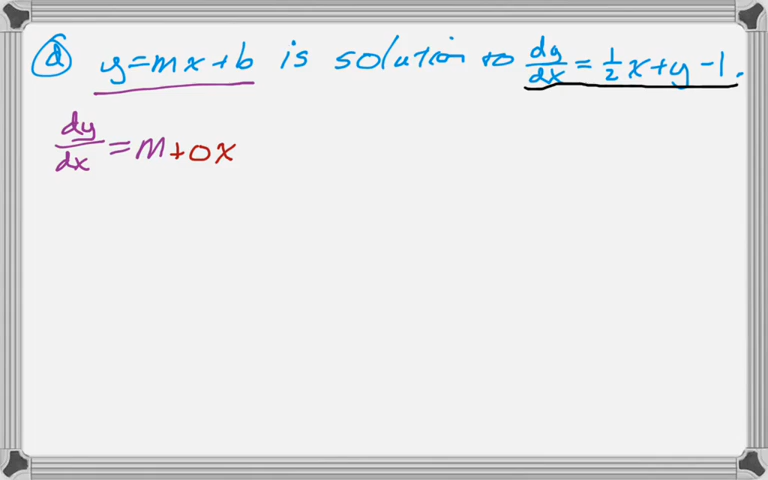 (d) y=mx+b is solution to dy/dx = 1/2 x+y-1.
dy/dx = m+0x